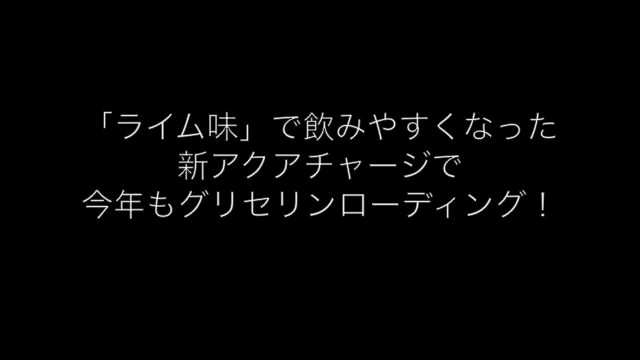 「ライム味」で飲みやすくなった
新アクアチャージで
今年もグリセリンローディング！